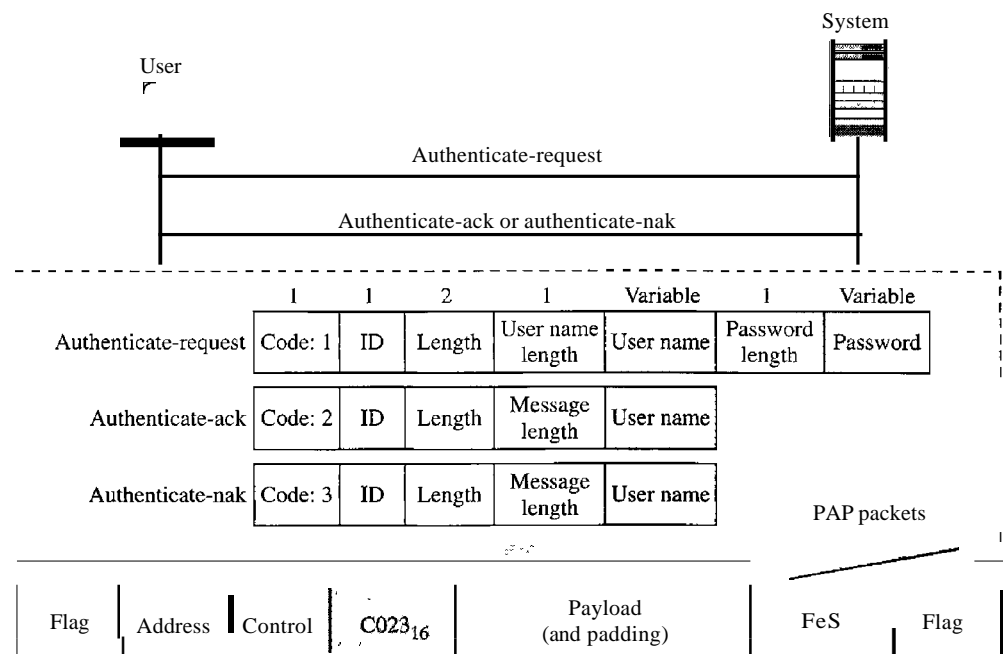 System
User
Authenticate-request
Authenticate-ack or authenticate-nak
1 1 2 1 Variable 1 Variable
Authenticate-request Code: 1 ID Length User name length User name Password length Password
Authenticate-ack Code: 2 ID Length Message length User name
Authenticate-nak Code: 3 ID Length Message length User name
PAP packets
Flag Address Control C023₁₆ Payload (and padding) FeS Flag